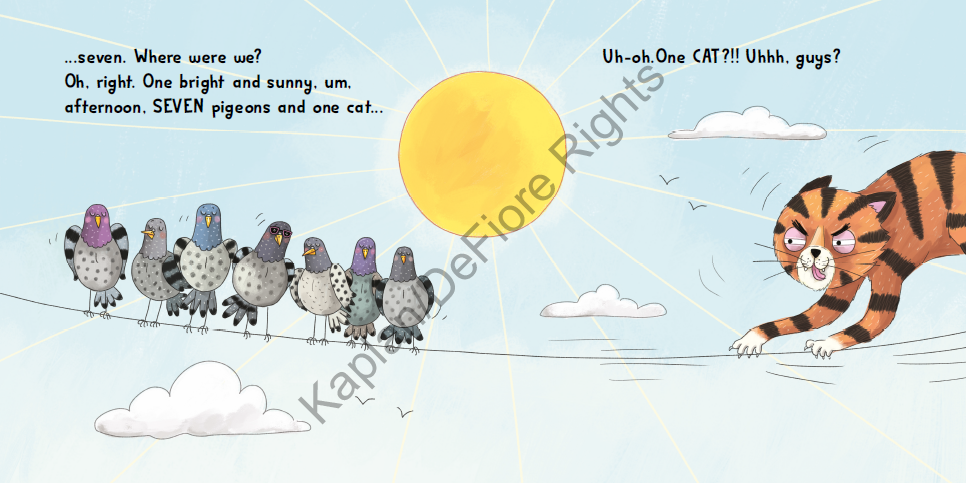 ...seven. Where were we?
Oh, right. One bright and sunny, um,
afternoon, SEVEN pigeons and one cat...
Uh-oh.One CAT?!! Uhhh, guys?
Kaplan/DeFiore Rights